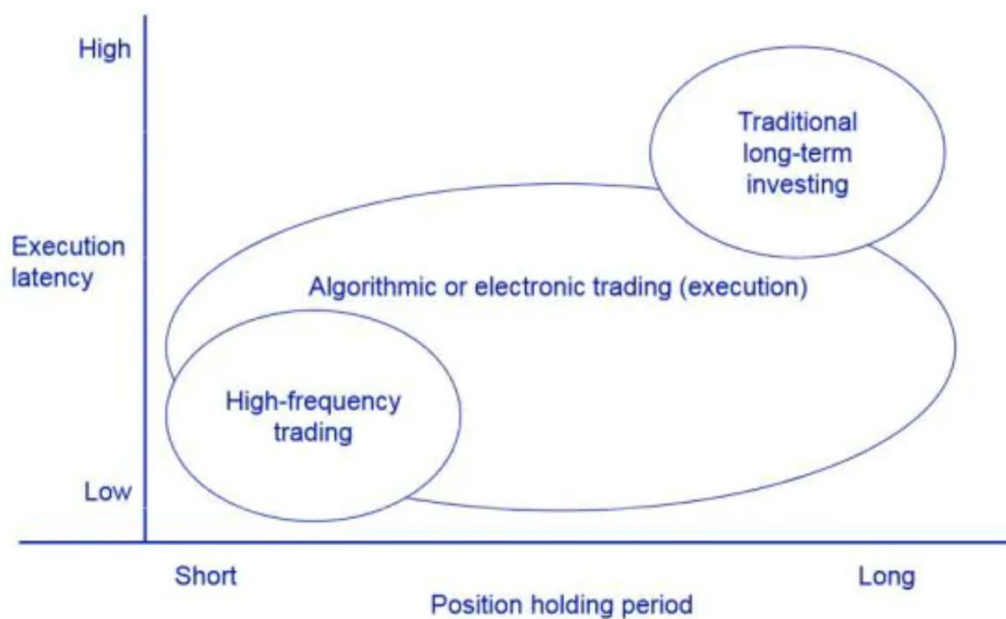 High
Traditional
long-term
investing
Execution
latency
Algorithmic or electronic trading (execution)
High-frequency
trading
Low
Short
Long
Position holding period